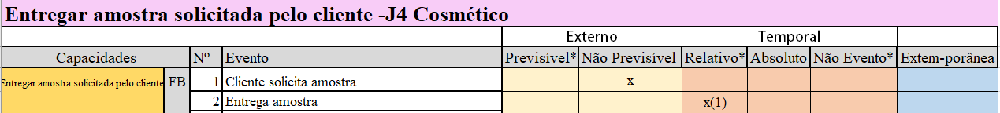 Entregar amostra solicitada pelo cliente -J4 Cosmético
Externo Temporal
Capacidades Nº Evento Previsível* Não Previsível Relativo* Absoluto Não Evento* Extem-porânea
Entregar amostra solicitada pelo cliente FB 1 Cliente solicita amostra x
2 Entrega amostra x(1)